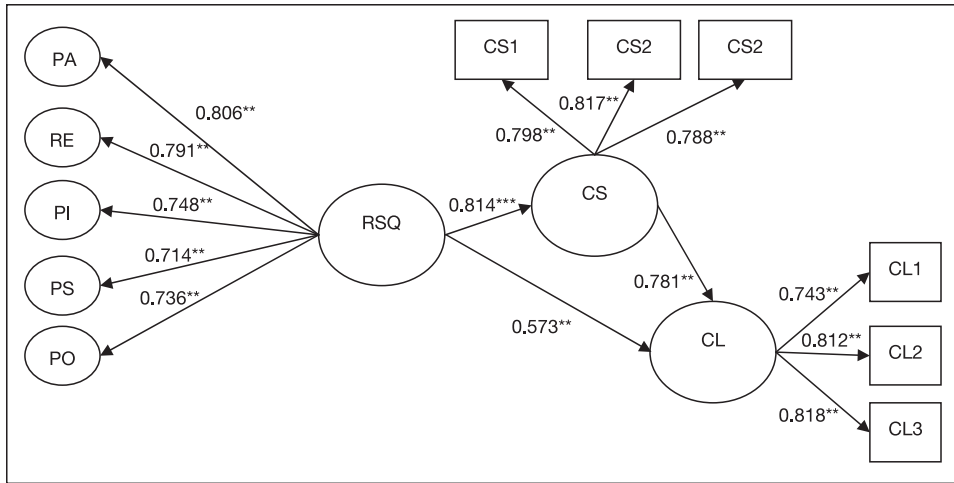 PA
RE
PI
PS
PO
0.806**
0.791**
0.748**
0.714**
0.736**
RSQ
0.814***
0.573**
CS1
CS2
CS2
0.798**
0.817**
0.788**
CS
0.781**
CL
0.743**
0.812**
0.818**
CL1
CL2
CL3